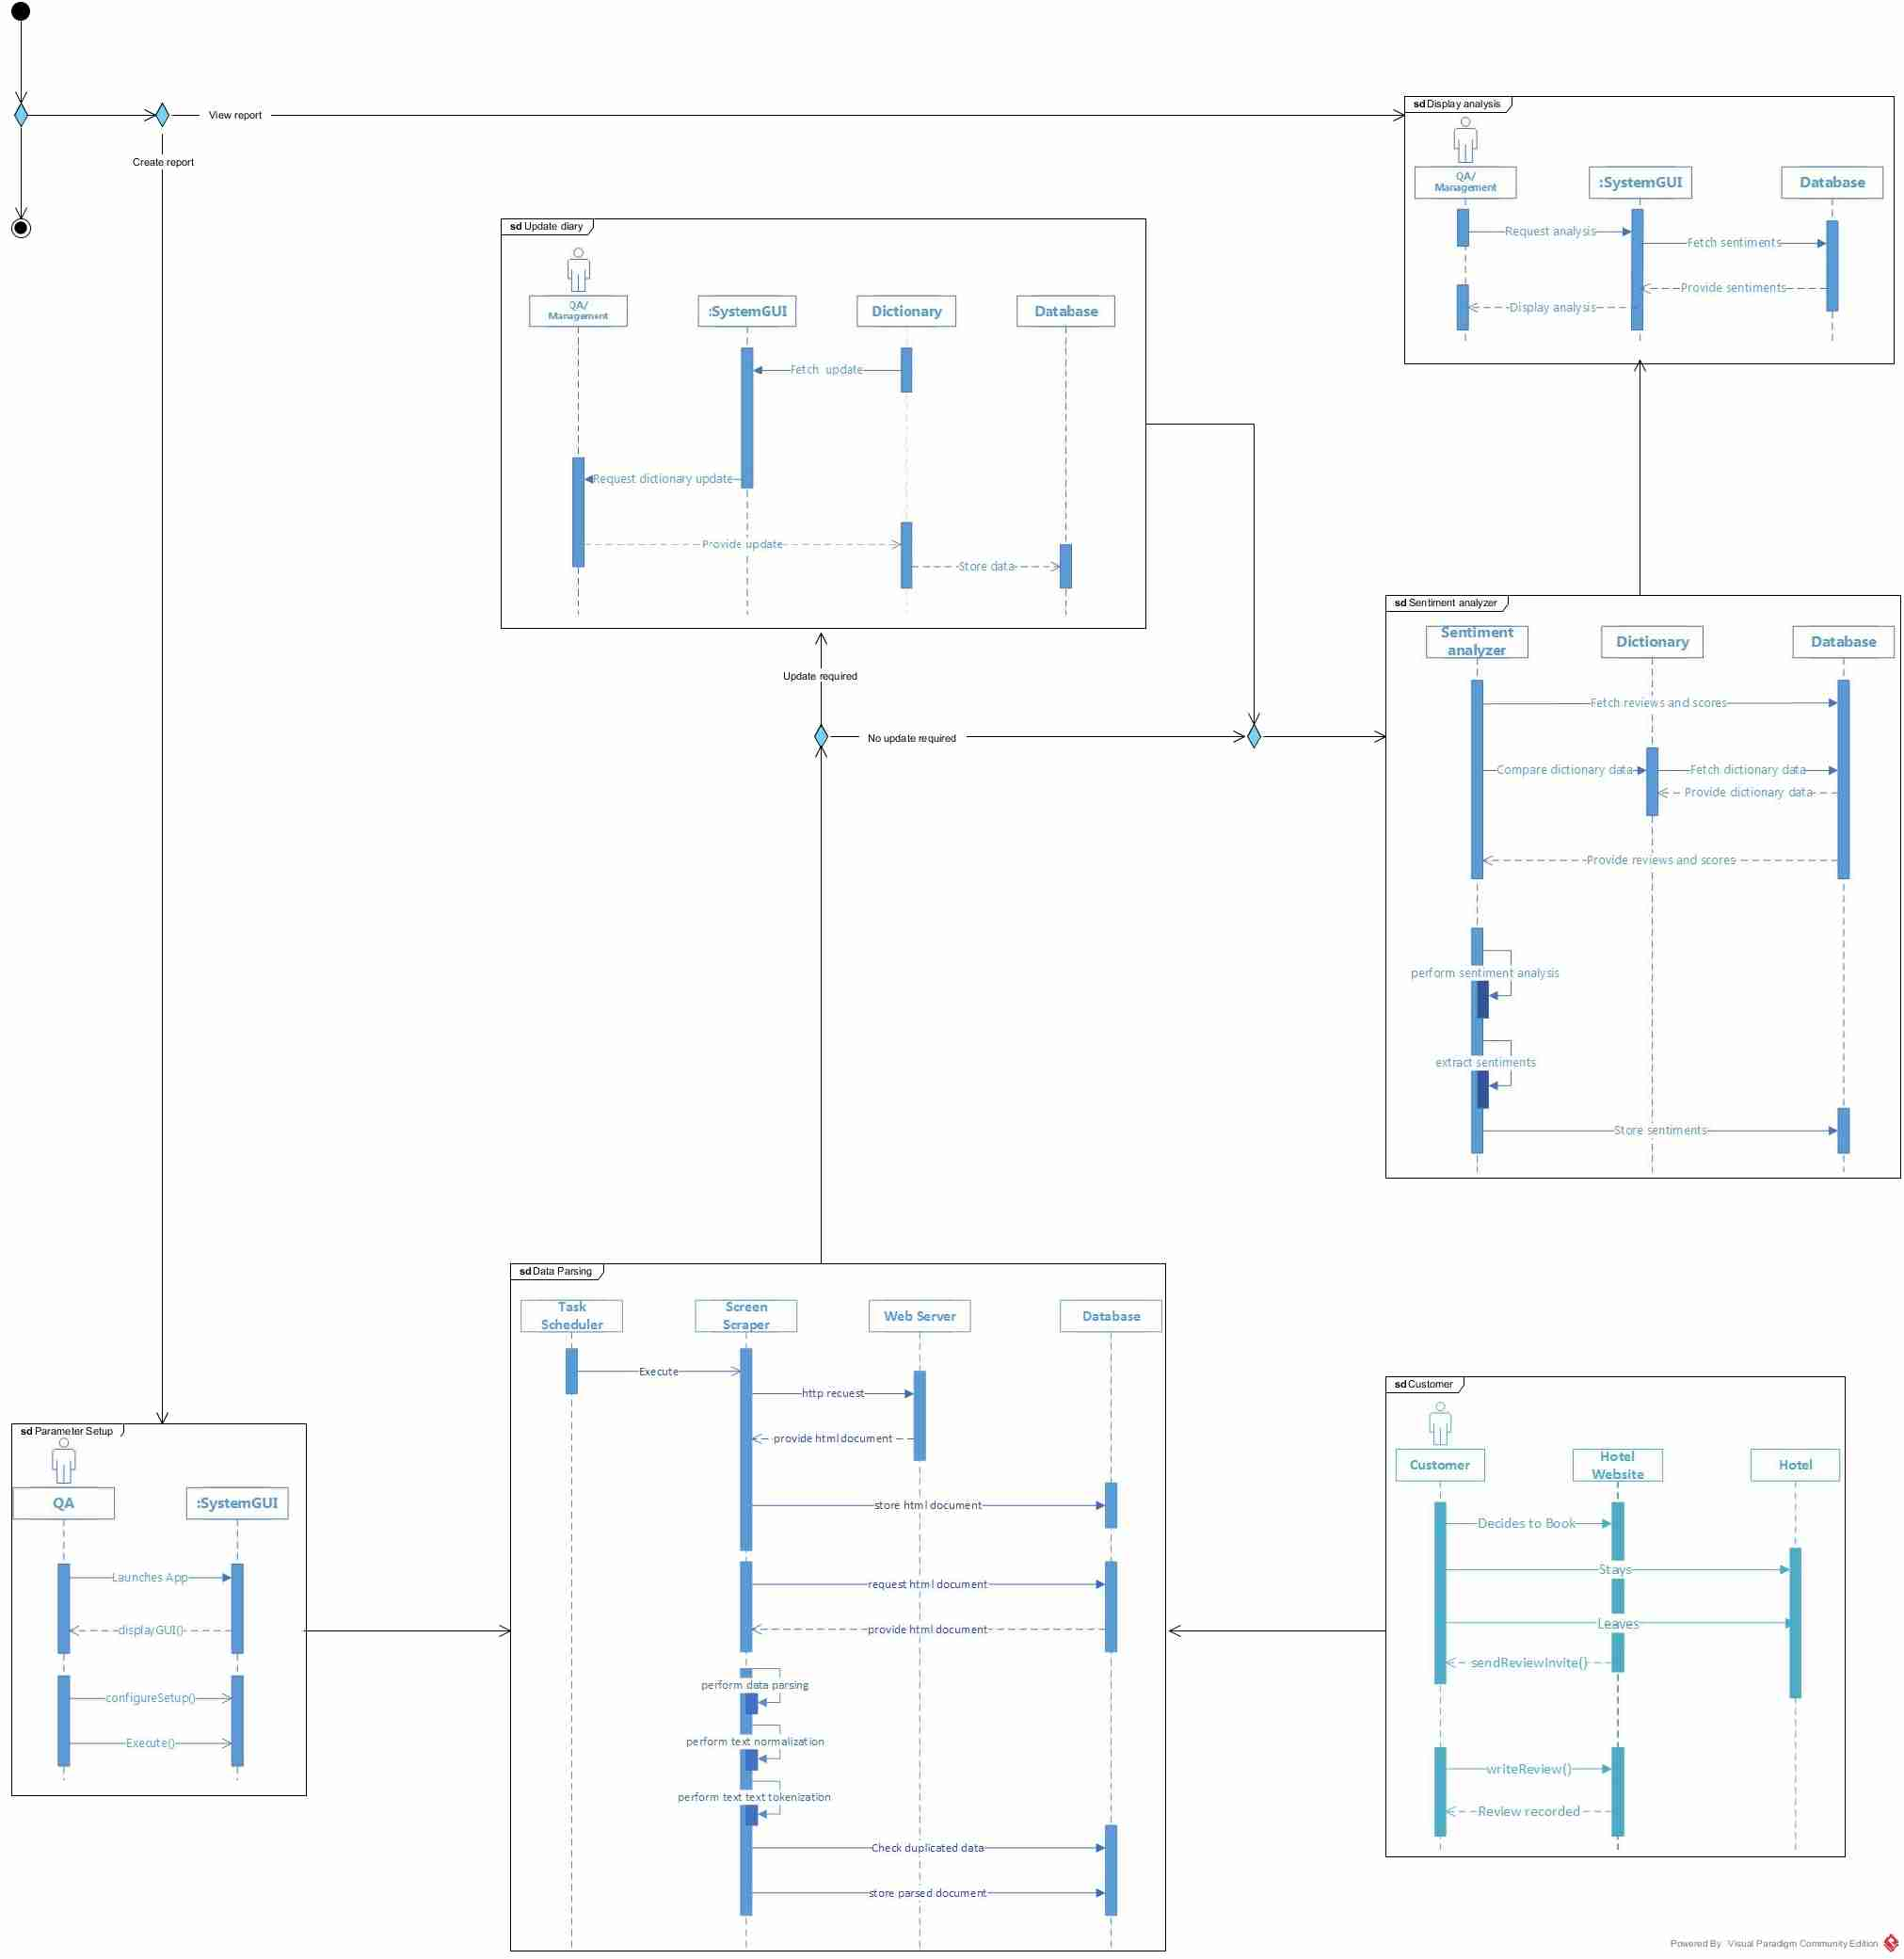 View report
Create report
sd Display analysis
QA/
Management
:SystemGUI
Database
Request analysis
Fetch sentiments
Provide sentiments
Display analysis
sd Update diary
QA/
Management
:SystemGUI
Dictionary
Database
Fetch update
Request dictionary update
Provide update
Store data
Update required
No update required
sd Sentiment analyzer
Sentiment
analyzer
Dictionary
Database
Fetch reviews and scores
Compare dictionary data
Fetch dictionary data
Provide dictionary data
Provide reviews and scores
perform sentiment analysis
extract sentiments
Store sentiments
sd Parameter Setup
QA
:SystemGUI
Launches App
displayGUI()
configureSetup()
Execute()
sd Data Parsing
Task
Scheduler
Screen
Scraper
Web Server
Database
Execute
http request
provide html document
store html document
request html document
provide html document
perform data parsing
perform text normalization
perform text text tokenization
Check duplicated data
store parsed document
sd Customer
Customer
Hotel
Website
Hotel
Decides to Book
Stays
Leaves
sendReviewInvite()
writeReview()
Review recorded
Powered By Visual Paradigm Community Edition